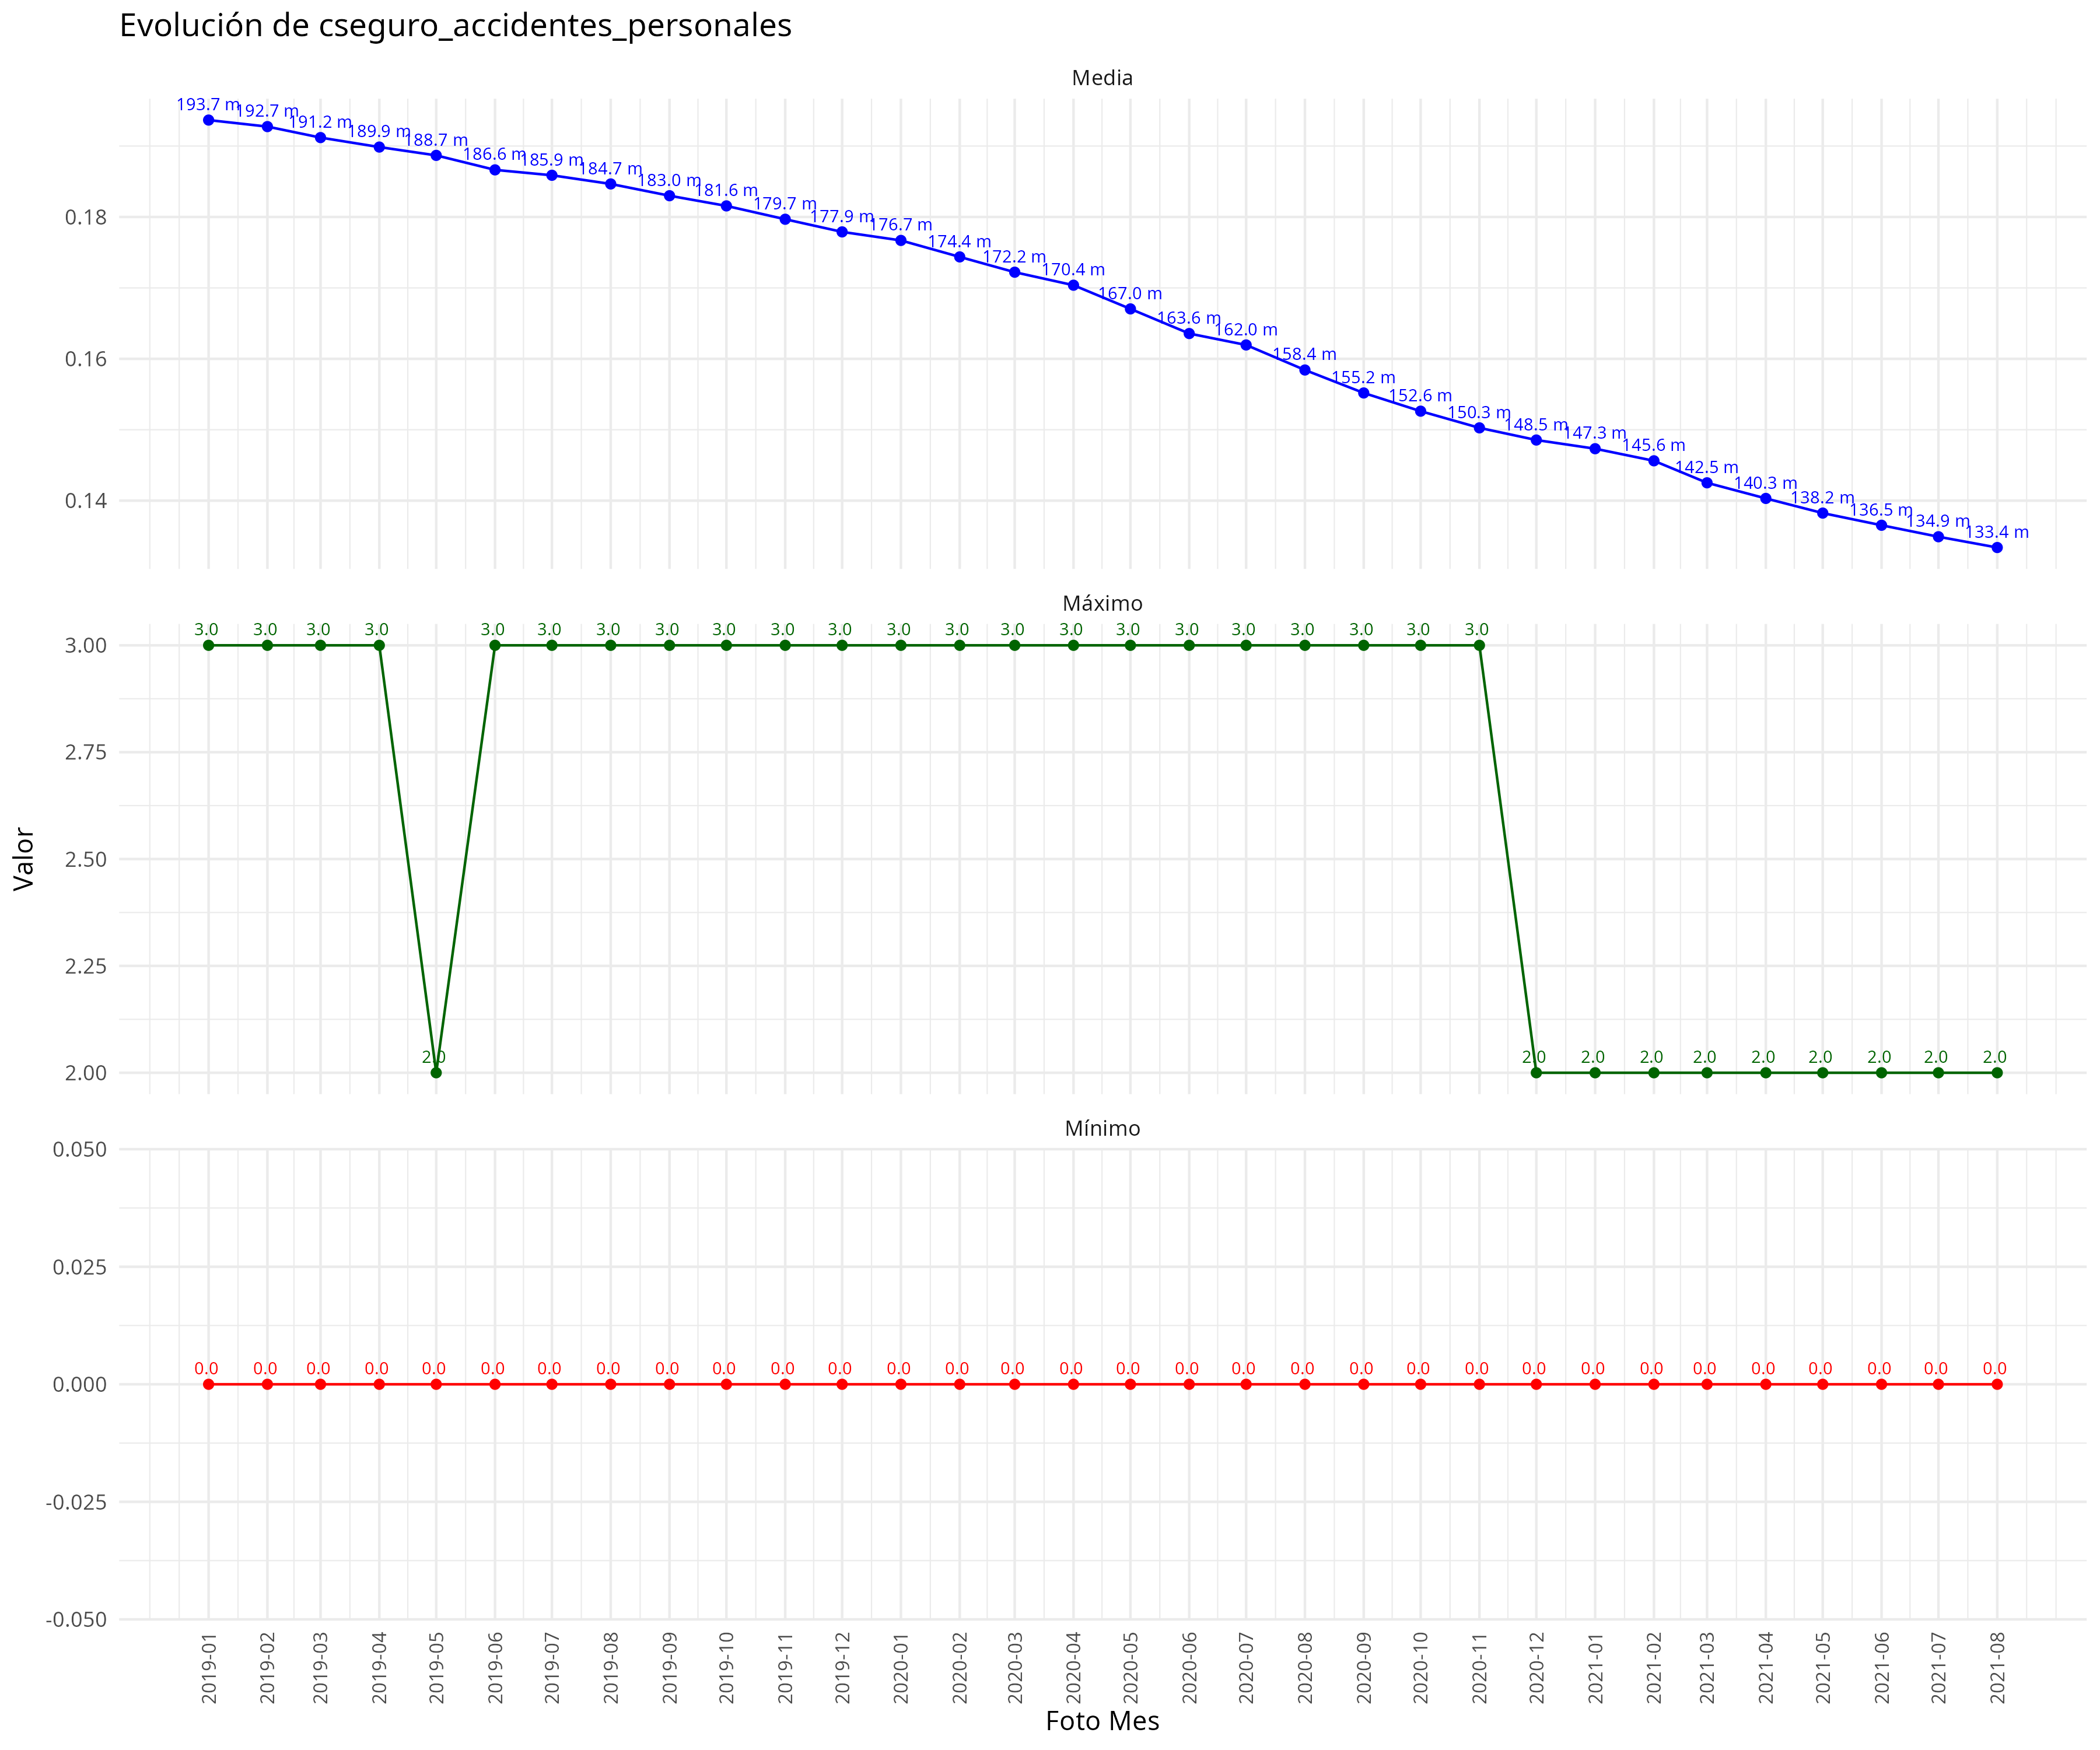 Evolución de cseguro_accidentes_personales
Media
193.7 m 192.7 m 191.2 m 189.9 m 188.7 m 186.6 m 185.9 m 184.7 m 183.0 m 181.6 m 179.7 m 177.9 m 176.7 m 174.4 m 172.2 m 170.4 m 167.0 m 163.6 m 162.0 m 158.4 m 155.2 m 152.6 m 150.3 m 148.5 m 147.3 m 145.6 m 142.5 m 140.3 m 138.2 m 136.5 m 134.9 m 133.4 m
0.18
0.16
0.14
Máximo
3.0 3.0 3.0 3.0 2.0 3.0 3.0 3.0 3.0 3.0 3.0 3.0 3.0 3.0 3.0 3.0 3.0 3.0 3.0 3.0 3.0 3.0 3.0 2.0 2.0 2.0 2.0 2.0 2.0 2.0 2.0 2.0
3.00
2.75
2.50
2.25
2.00
Valor
Mínimo
0.050
0.025
0.0 0.0 0.0 0.0 0.0 0.0 0.0 0.0 0.0 0.0 0.0 0.0 0.0 0.0 0.0 0.0 0.0 0.0 0.0 0.0 0.0 0.0 0.0 0.0 0.0 0.0 0.0 0.0 0.0 0.0 0.0 0.0
0.000
-0.025
-0.050
2019-01 2019-02 2019-03 2019-04 2019-05 2019-06 2019-07 2019-08 2019-09 2019-10 2019-11 2019-12 2020-01 2020-02 2020-03 2020-04 2020-05 2020-06 2020-07 2020-08 2020-09 2020-10 2020-11 2020-12 2021-01 2021-02 2021-03 2021-04 2021-05 2021-06 2021-07 2021-08
Foto Mes